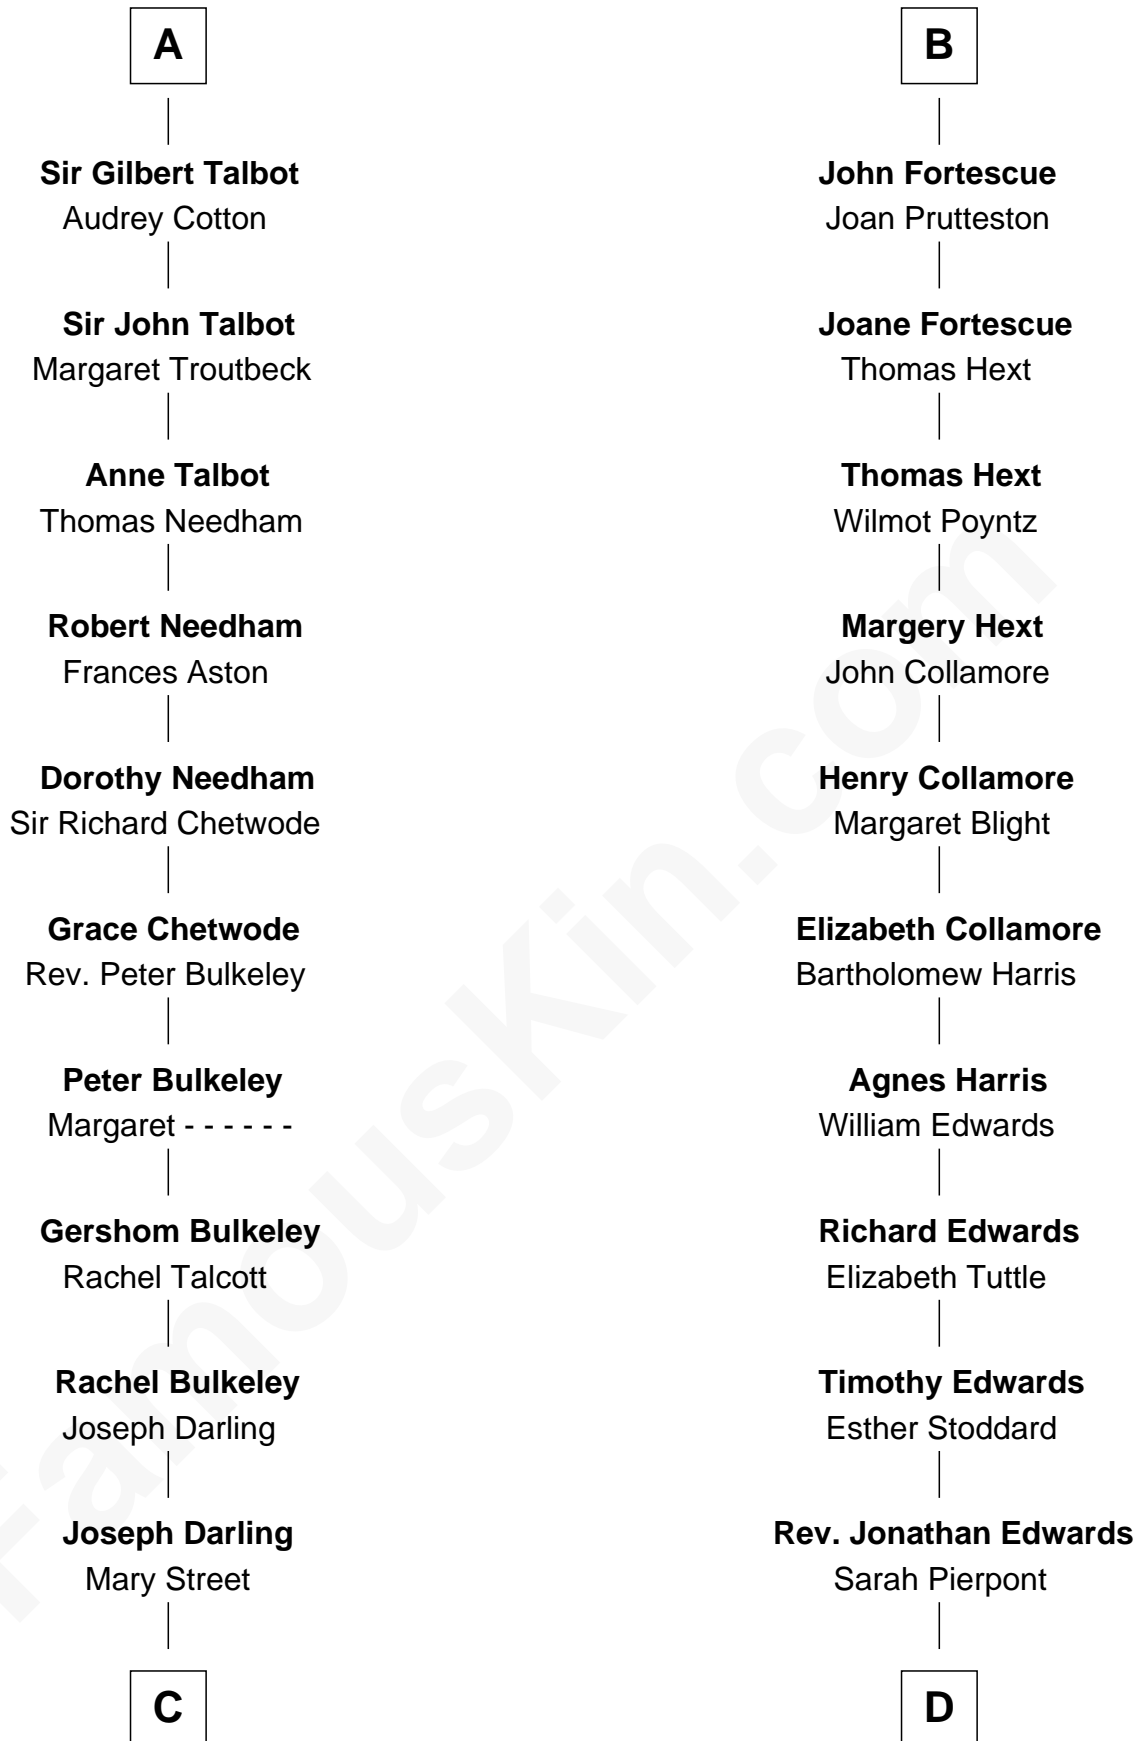 A
Sir Gilbert Talbot
Audrey Cotton
Sir John Talbot
Margaret Troutbeck
Anne Talbot
Thomas Needham
Robert Needham
Frances Aston
Dorothy Needham
Sir Richard Chetwode
Grace Chetwode
Rev. Peter Bulkeley
Peter Bulkeley
Margaret - - - - - -
Gershom Bulkeley
Rachel Talcott
Rachel Bulkeley
Joseph Darling
Joseph Darling
Mary Street
C
B
John Fortescue
Joan Prutteston
Joane Fortescue
Thomas Hext
Thomas Hext
Wilmot Poyntz
Margery Hext
John Collamore
Henry Collamore
Margaret Blight
Elizabeth Collamore
Bartholomew Harris
Agnes Harris
William Edwards
Richard Edwards
Elizabeth Tuttle
Timothy Edwards
Esther Stoddard
Rev. Jonathan Edwards
Sarah Pierpont
D
FamousKin.com